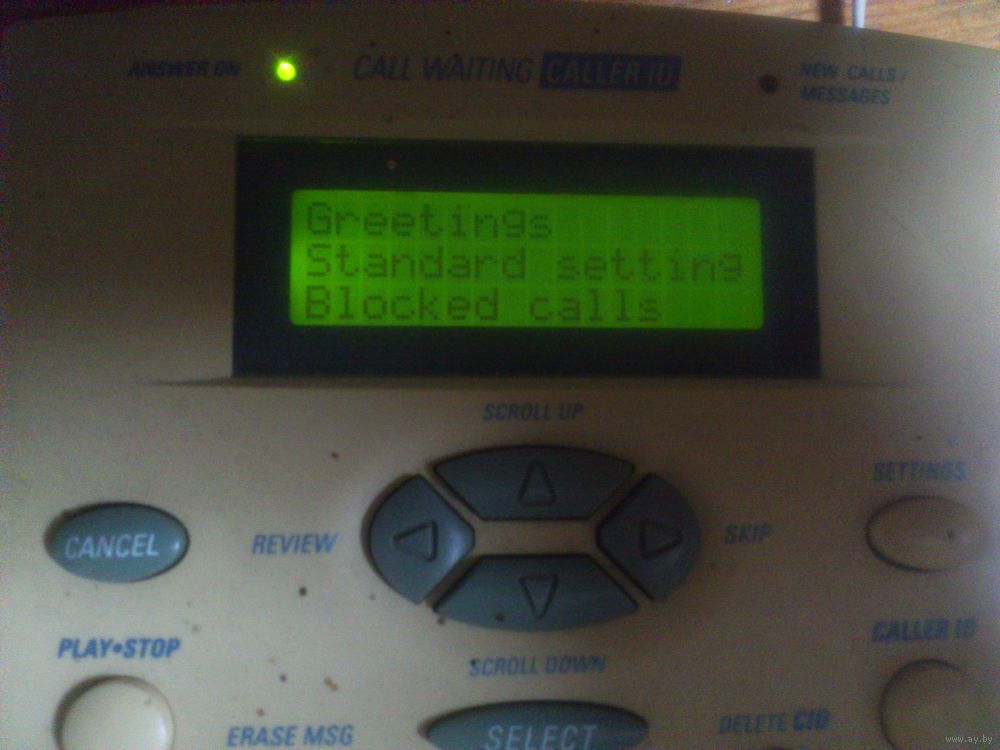 ANSWER ON
CALL WAITING CALLER ID
NEW CALLS /
MESSAGES
Greetings
Standard setting
Blocked calls
SCROLL UP
SETTINGS
CANCEL
REVIEW
SKIP
PLAY•STOP
CALLER ID
SCROLL DOWN
ERASE MSG
SELECT
DELETE CID
www.ay.by